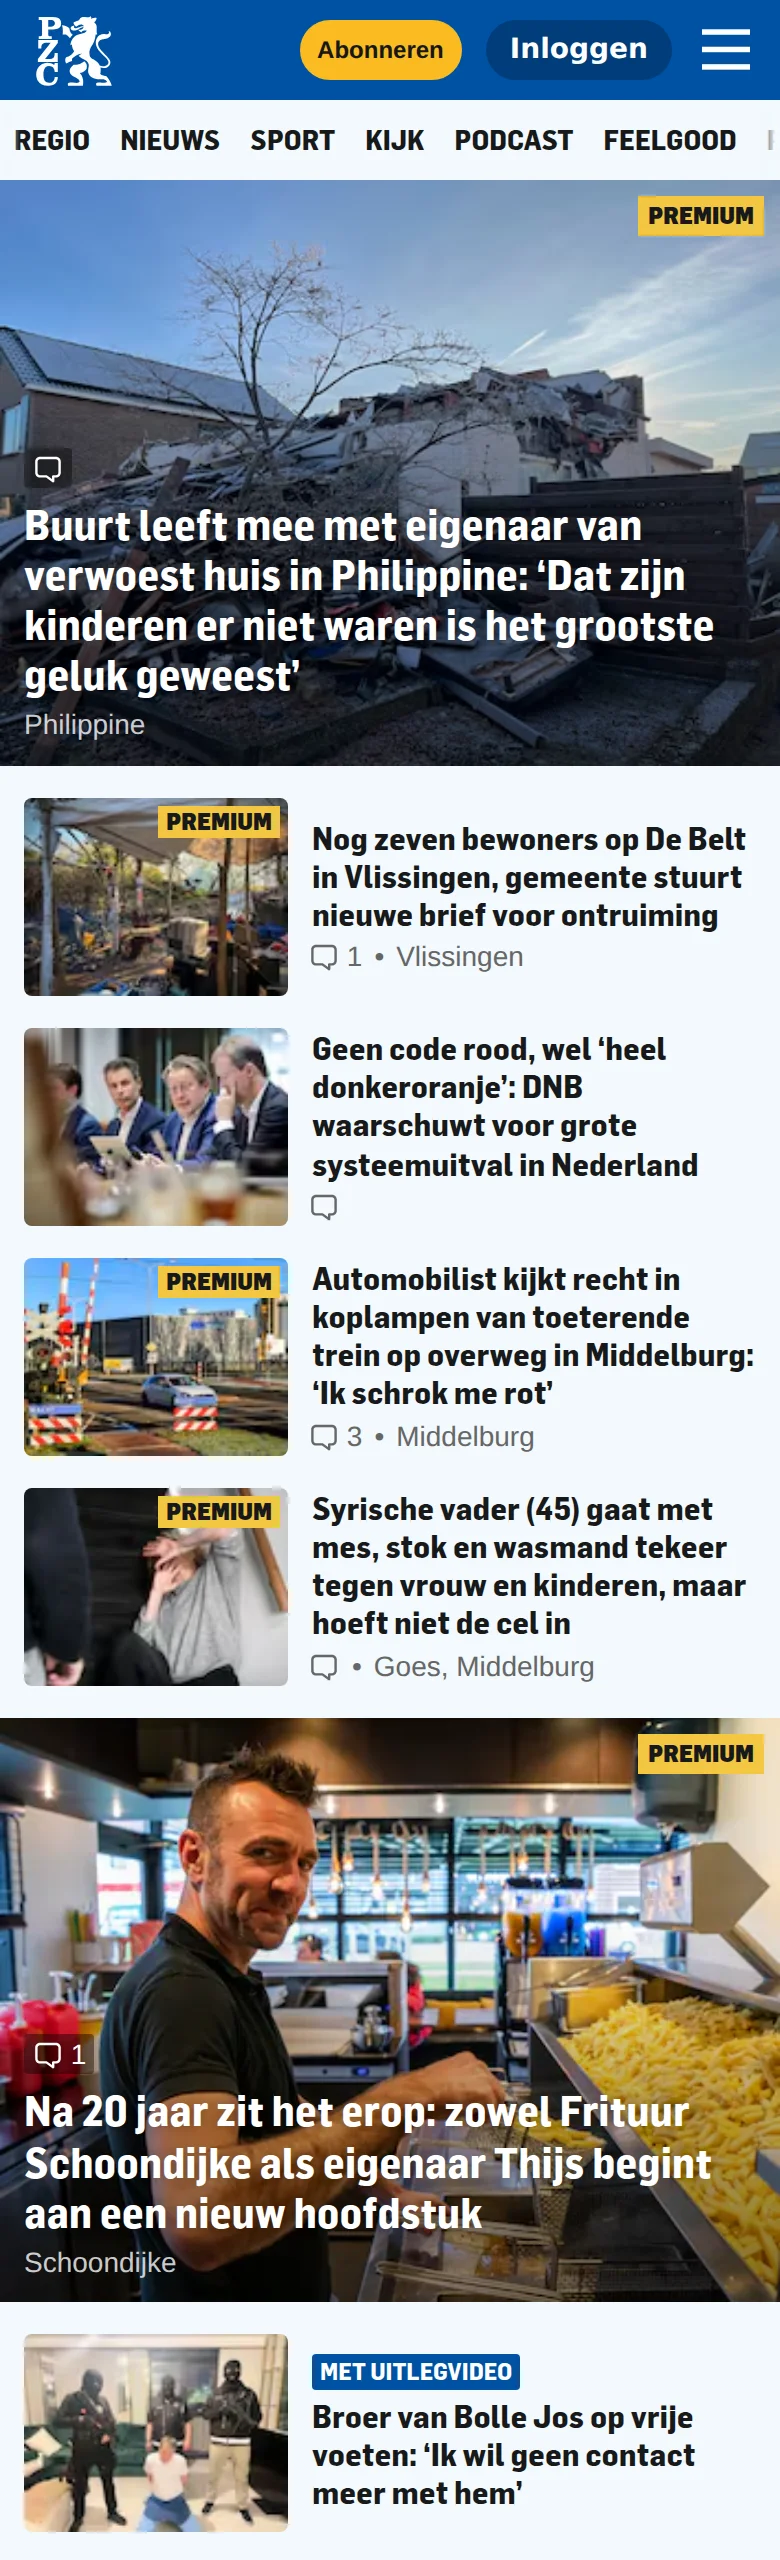 P
Z
C
Abonneren
Inloggen
REGIO NIEUWS SPORT KIJK PODCAST FEELGOOD
PREMIUM
Buurt leeft mee met eigenaar van
verwoest huis in Philippine: ‘Dat zijn
kinderen er niet waren is het grootste
geluk geweest’
Philippine
PREMIUM
Nog zeven bewoners op De Belt
in Vlissingen, gemeente stuurt
nieuwe brief voor ontruiming
1 • Vlissingen
Geen code rood, wel ‘heel
donkeroranje’: DNB
waarschuwt voor grote
systeemuitval in Nederland
PREMIUM
Automobilist kijkt recht in
koplampen van toeterende
trein op overweg in Middelburg:
‘Ik schrok me rot’
3 • Middelburg
PREMIUM
Syrische vader (45) gaat met
mes, stok en wasmand tekeer
tegen vrouw en kinderen, maar
hoeft niet de cel in
• Goes, Middelburg
PREMIUM
1
Na 20 jaar zit het erop: zowel Frituur
Schoondijke als eigenaar Thijs begint
aan een nieuw hoofdstuk
Schoondijke
MET UITLEGVIDEO
Broer van Bolle Jos op vrije
voeten: ‘Ik wil geen contact
meer met hem’